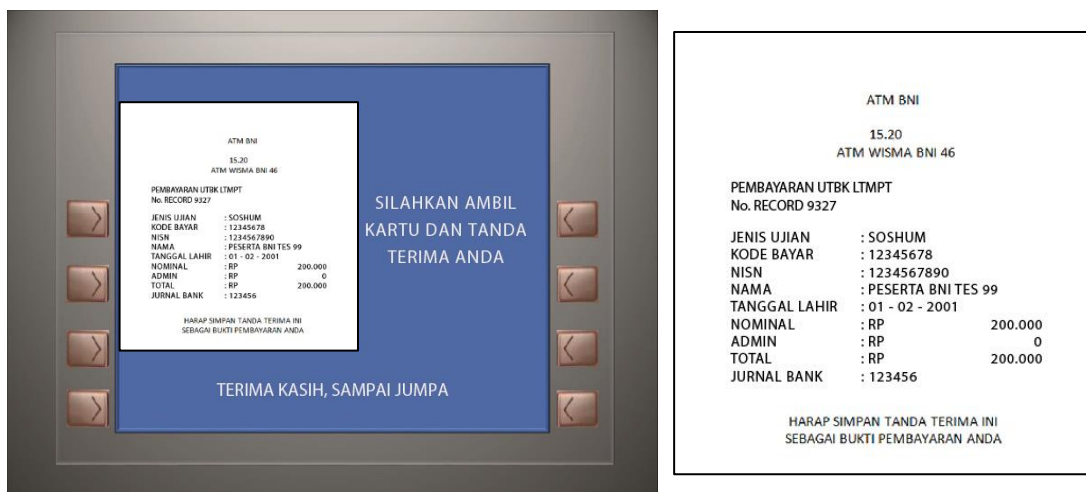 ATM BNI
15.20
ATM WISMA BNI 46
PEMBAYARAN UTBK LTMPT
No. RECORD 9327
JENIS UJIAN : SOSHUM
KODE BAYAR : 12345678
NISN : 1234567890
NAMA : PESERTA BNI TES 99
TANGGAL LAHIR : 01 - 02 - 2001
NOMINAL : RP 200.000
ADMIN : RP 0
TOTAL : RP 200.000
JURNAL BANK : 123456
HARAP SIMPAN TANDA TERIMA INI
SEBAGAI BUKTI PEMBAYARAN ANDA
SILAHKAN AMBIL
KARTU DAN TANDA
TERIMA ANDA
TERIMA KASIH, SAMPAI JUMPA
ATM BNI
15.20
ATM WISMA BNI 46
PEMBAYARAN UTBK LTMPT
No. RECORD 9327
JENIS UJIAN : SOSHUM
KODE BAYAR : 12345678
NISN : 1234567890
NAMA : PESERTA BNI TES 99
TANGGAL LAHIR : 01 - 02 - 2001
NOMINAL : RP 200.000
ADMIN : RP 0
TOTAL : RP 200.000
JURNAL BANK : 123456
HARAP SIMPAN TANDA TERIMA INI
SEBAGAI BUKTI PEMBAYARAN ANDA